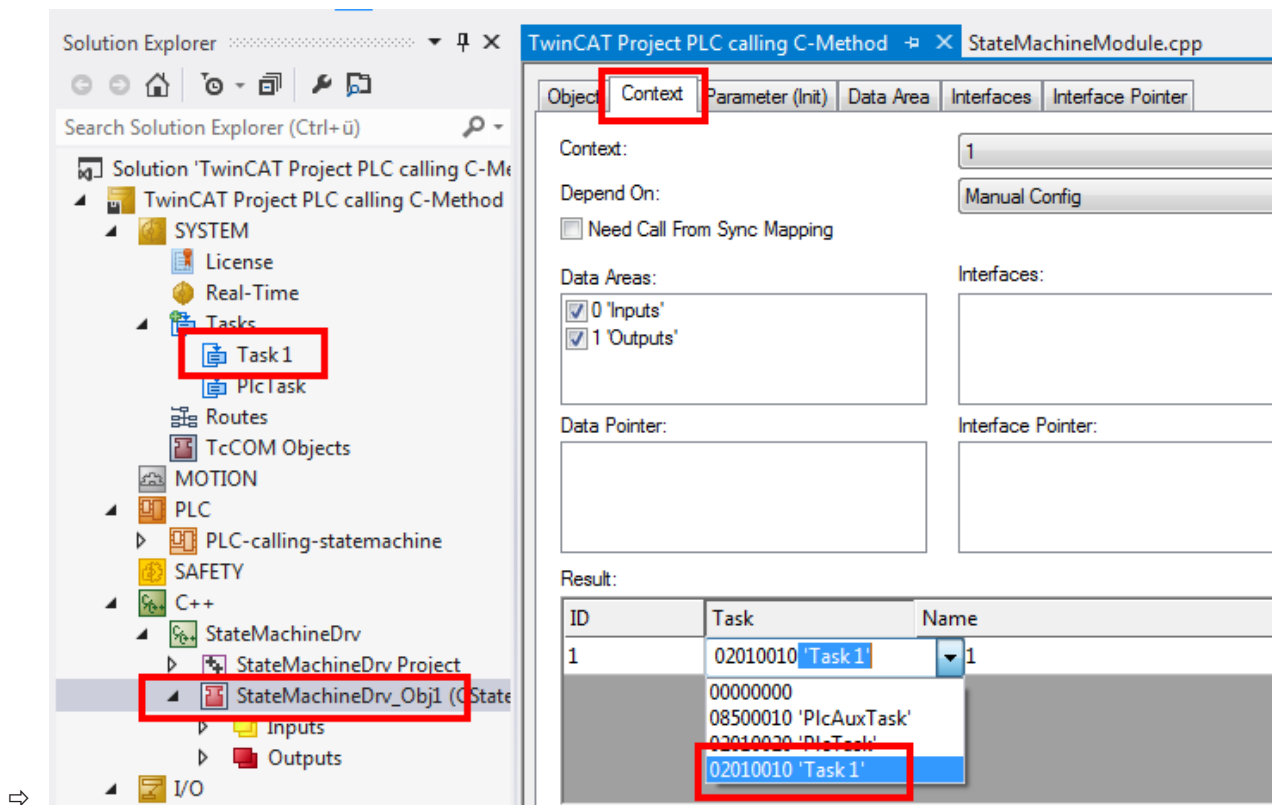 Solution Explorer
Search Solution Explorer (Ctrl+ü)
Solution 'TwinCAT Project PLC calling C-Me
TwinCAT Project PLC calling C-Method
SYSTEM
License
Real-Time
Tasks
Task 1
PlcTask
Routes
TcCOM Objects
MOTION
PLC
PLC-calling-statemachine
SAFETY
C++
StateMachineDrv
StateMachineDrv Project
StateMachineDrv_Obj1 (CState
Inputs
Outputs
I/O
TwinCAT Project PLC calling C-Method StateMachineModule.cpp
Object Context Parameter (Init) Data Area Interfaces Interface Pointer
Context: 1
Depend On: Manual Config
Need Call From Sync Mapping
Data Areas: Interfaces:
0 'Inputs'
1 'Outputs'
Data Pointer: Interface Pointer:
Result:
ID Task Name
1 02010010 'Task 1' 1
00000000
08500010 'PlcAuxTask'
02010020 'PlcTask'
02010010 'Task 1'